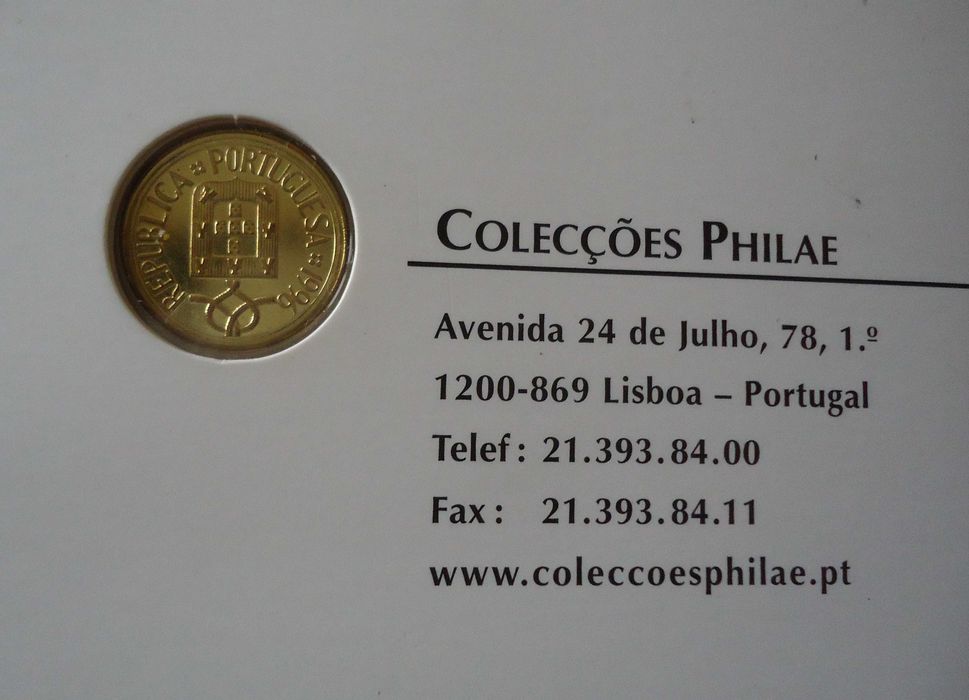 REPUBLICA PORTUGUESA 1996
COLECÇÕES PHILAE
Avenida 24 de Julho, 78, 1.º
1200-869 Lisboa – Portugal
Telef: 21.393.84.00
Fax: 21.393.84.11
www.coleccoesphilae.pt